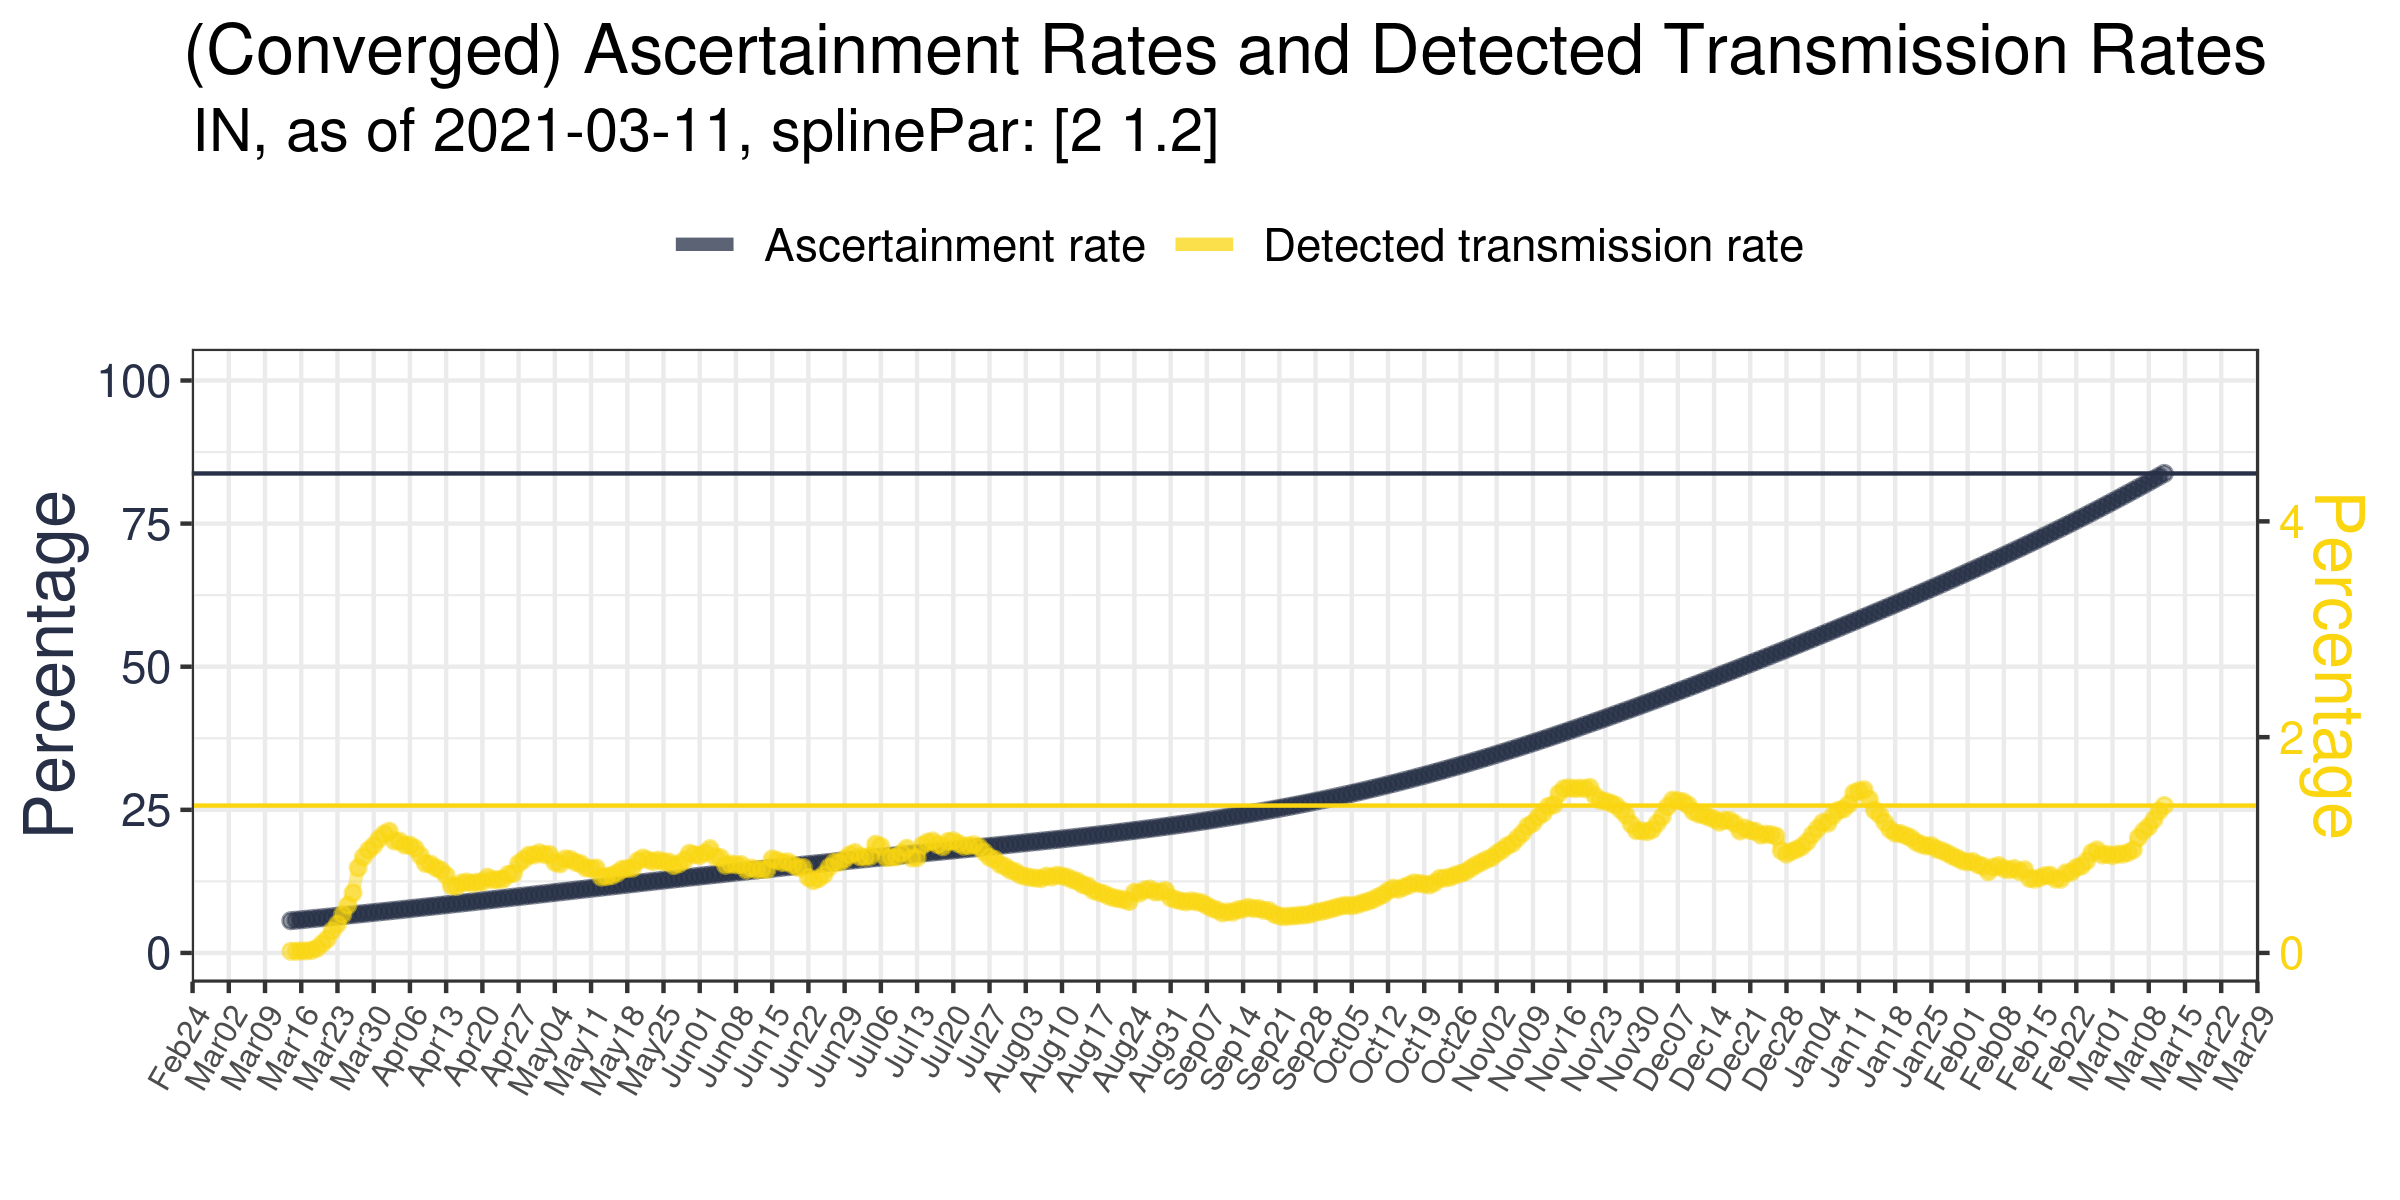 (Converged) Ascertainment Rates and Detected Transmission Rates
IN, as of 2021-03-11, splinePar: [2 1.2]
Ascertainment rate
Detected transmission rate
Percentage
100
75
50
25
0
4
2
0
Percentage
Feb24
Mar02
Mar09
Mar16
Mar23
Mar30
Apr06
Apr13
Apr20
Apr27
May04
May11
May18
May25
Jun01
Jun08
Jun15
Jun22
Jun29
Jul06
Jul13
Jul20
Jul27
Aug03
Aug10
Aug17
Aug24
Aug31
Sep07
Sep14
Sep21
Sep28
Oct05
Oct12
Oct19
Oct26
Nov02
Nov09
Nov16
Nov23
Nov30
Dec07
Dec14
Dec21
Dec28
Jan04
Jan11
Jan18
Jan25
Feb01
Feb08
Feb15
Feb22
Mar01
Mar08
Mar15
Mar22
Mar29